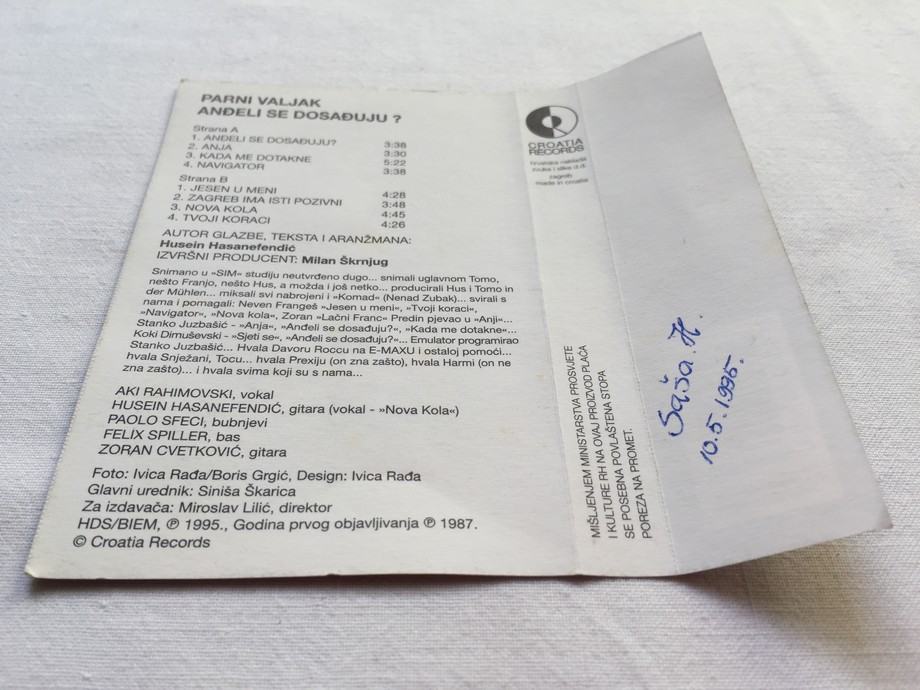 PARNI VALJAK
ANĐELI SE DOSAĐUJU ?
Strana A
1. ANĐELI SE DOSAĐUJU? 3:38
2. ANJA 3:30
3. KADA ME DOTAKNE 5:22
4. NAVIGATOR 3:38
Strana B
1. JESEN U MENI 4:28
2. ZAGREB IMA ISTI POZIVNI 3:48
3. NOVA KOLA 4:45
4. TVOJI KORACI 4:26
AUTOR GLAZBE, TEKSTA I ARANŽMANA:
Husein Hasanefendić
IZVRŠNI PRODUCENT: Milan Škrnjug
Snimano u »SIM« studiju neutvrđeno dugo... snimali uglavnom Tomo,
nešto Franjo, nešto Hus, a možda i još netko... producirali Hus i Tomo in
der Mühlen... miksali svi nabrojeni i »Komad« (Nenad Zubak)... svirali s
nama i pomagali: Neven Frangeš »Jesen u meni«, »Tvoji koraci«,
»Navigator«, »Nova kola«, Zoran »Lačni Franc« Predin pjevao u »Anji«...
Stanko Juzbašić - »Anja«, »Anđeli se dosađuju?«, »Kada me dotakne«...
Koki Dimuševski - »Sjeti se«, »Anđeli se dosađuju?«... Emulator programirao
Stanko Juzbašić... Hvala Davoru Roccu na E-MAXU i ostaloj pomoći...
hvala Snježani, Tocu... hvala Prexiju (on zna zašto), hvala Harmi (on ne
zna zašto)... i hvala svima koji su s nama...
AKI RAHIMOVSKI, vokal
HUSEIN HASANEFENDIĆ, gitara (vokal - »Nova Kola«)
PAOLO SFECI, bubnjevi
FELIX SPILLER, bas
ZORAN CVETKOVIĆ, gitara
Foto: Ivica Rađa/Boris Grgić, Design: Ivica Rađa
Glavni urednik: Siniša Škarica
Za izdavača: Miroslav Lilić, direktor
HDS/BIEM, ℗ 1995., Godina prvog objavljivanja ℗ 1987.
© Croatia Records
CROATIA
RECORDS
hrvatska naklada
zvuka i slike d.d.
zagreb
made in croatia
MIŠLJENJEM MINISTARSTVA PROSVJETE
I KULTURE RH NA OVAJ PROIZVOD PLAĆA
SE POSEBNA POVLAŠTENA STOPA
POREZA NA PROMET.
Saša. H.
10.5.1996.